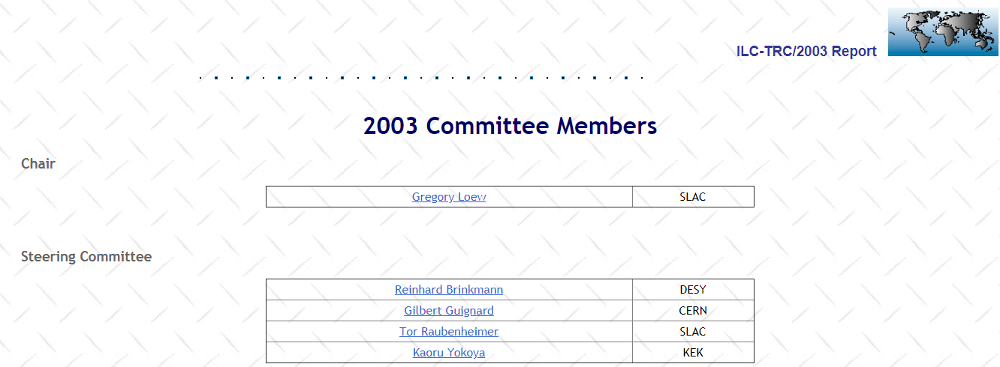 ILC-TRC/2003 Report
2003 Committee Members
Chair
Gregory Loew SLAC
Steering Committee
Reinhard Brinkmann DESY
Gilbert Guignard CERN
Tor Raubenheimer SLAC
Kaoru Yokoya KEK